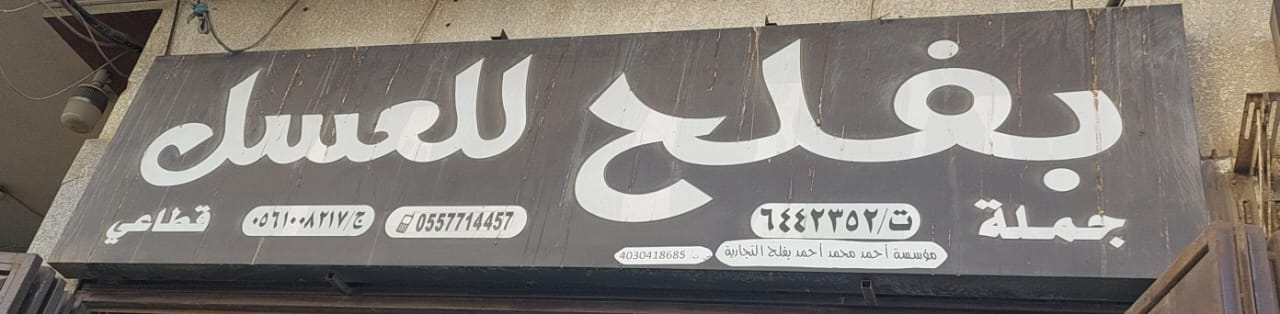 بفلح للعسل
جملة ت/٦٤٤٢٣٥٢ 0557714457 ج/٠٥٦١٠٠٨٢١٧ قطاعي
مؤسسة أحمد محمد أحمد بفلح التجارية س.ت/ 4030418685